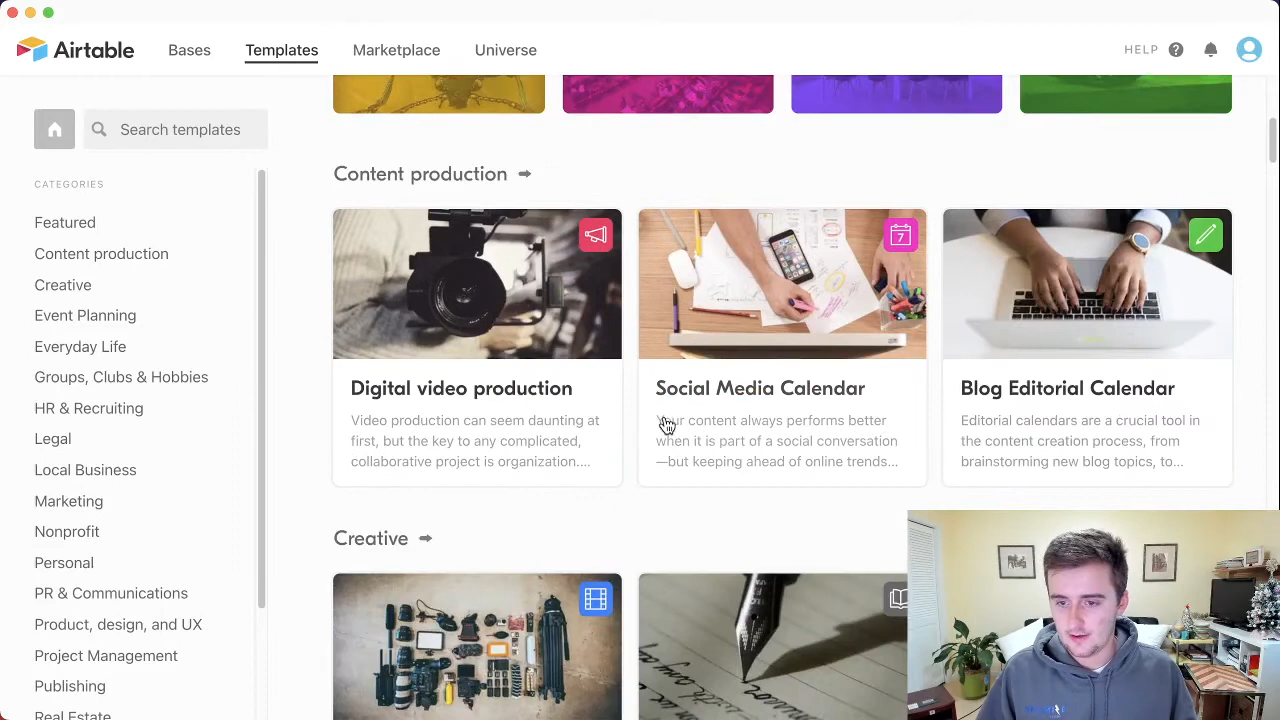 Airtable
Bases
Templates
Marketplace
Universe
HELP
Search templates
CATEGORIES
Featured
Content production
Creative
Event Planning
Everyday Life
Groups, Clubs & Hobbies
HR & Recruiting
Legal
Local Business
Marketing
Nonprofit
Personal
PR & Communications
Product, design, and UX
Project Management
Publishing
Real Estate
Content production
7
Digital video production
Video production can seem daunting at
first, but the key to any complicated,
collaborative project is organization....
Social Media Calendar
Your content always performs better
when it is part of a social conversation
—but keeping ahead of online trends...
Blog Editorial Calendar
Editorial calendars are a crucial tool in
the content creation process, from
brainstorming new blog topics, to...
Creative